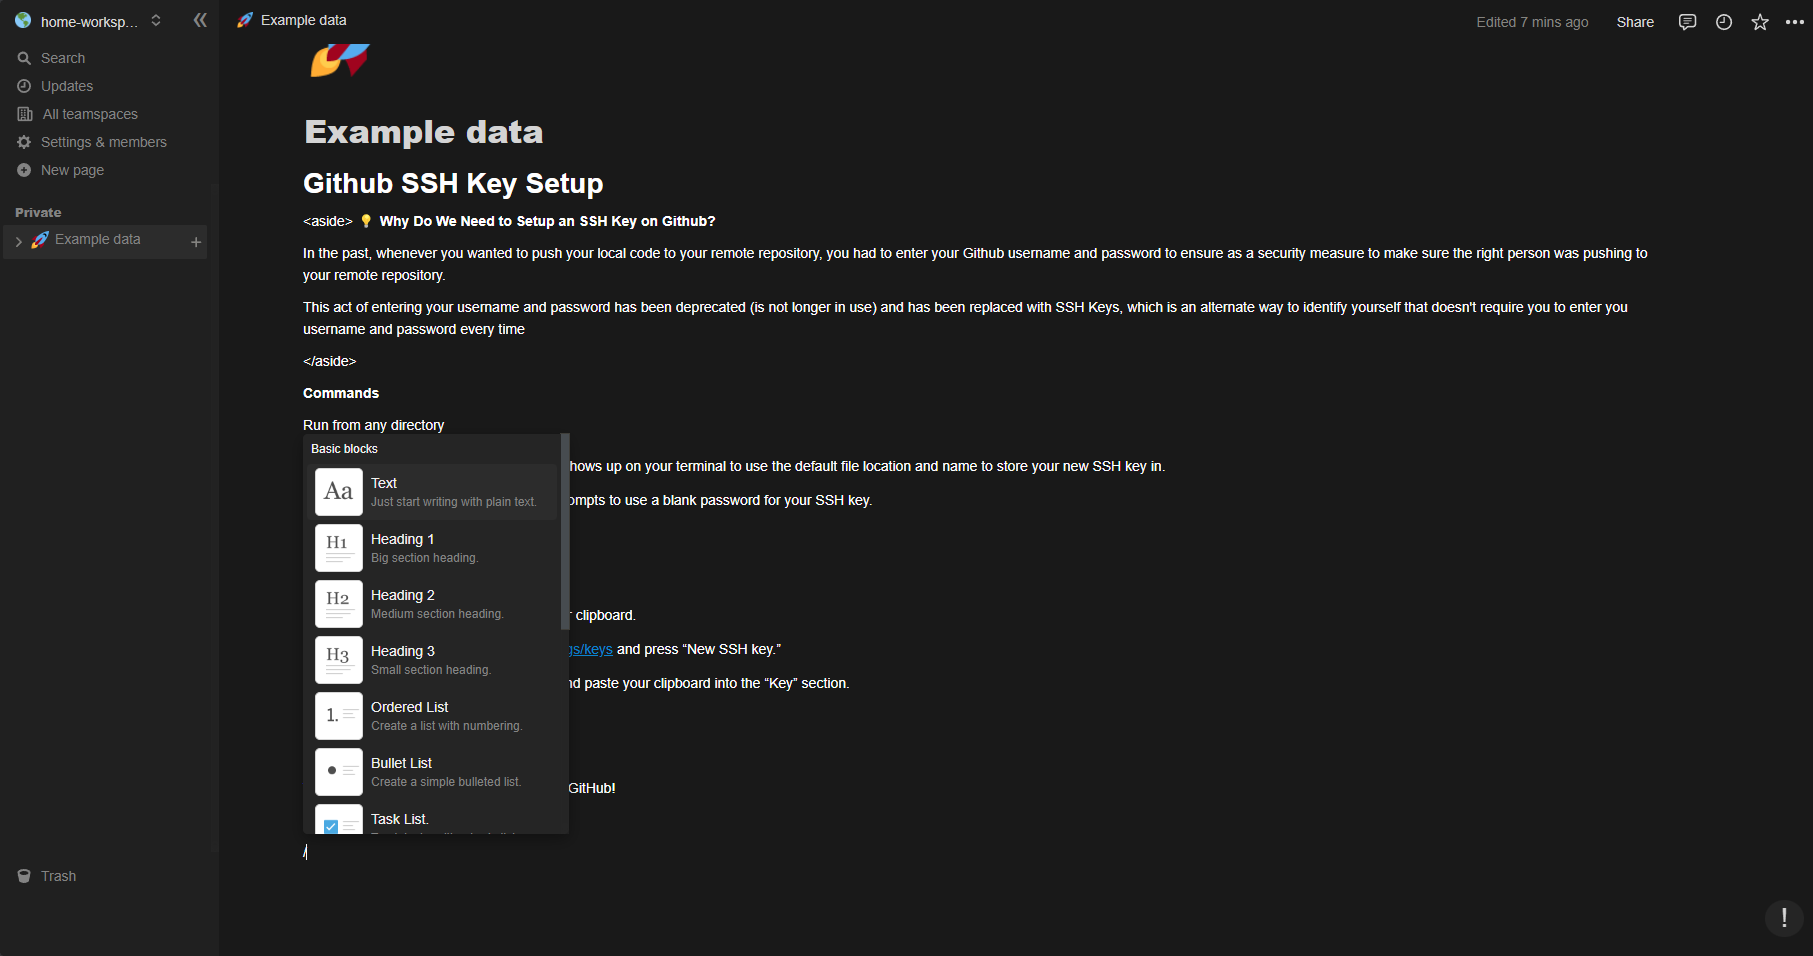 home-worksp...
Search
Updates
All teamspaces
Settings & members
New page
Private
Example data
Trash
Example data
Edited 7 mins ago
Share
Example data
Github SSH Key Setup
<aside> 💡 Why Do We Need to Setup an SSH Key on Github?
In the past, whenever you wanted to push your local code to your remote repository, you had to enter your Github username and password to ensure as a security measure to make sure the right person was pushing to
your remote repository.
This act of entering your username and password has been deprecated (is not longer in use) and has been replaced with SSH Keys, which is an alternate way to identify yourself that doesn't require you to enter you
username and password every time
</aside>
Commands
Run from any directory
Basic blocks
Text
Just start writing with plain text.
Heading 1
Big section heading.
Heading 2
Medium section heading.
Heading 3
Small section heading.
Ordered List
Create a list with numbering.
Bullet List
Create a simple bulleted list.
Task List.
Aa
H1
H2
H3
1.
hows up on your terminal to use the default file location and name to store your new SSH key in.
ompts to use a blank password for your SSH key.
clipboard.
gs/keys and press “New SSH key.”
nd paste your clipboard into the “Key” section.
GitHub!
/
!